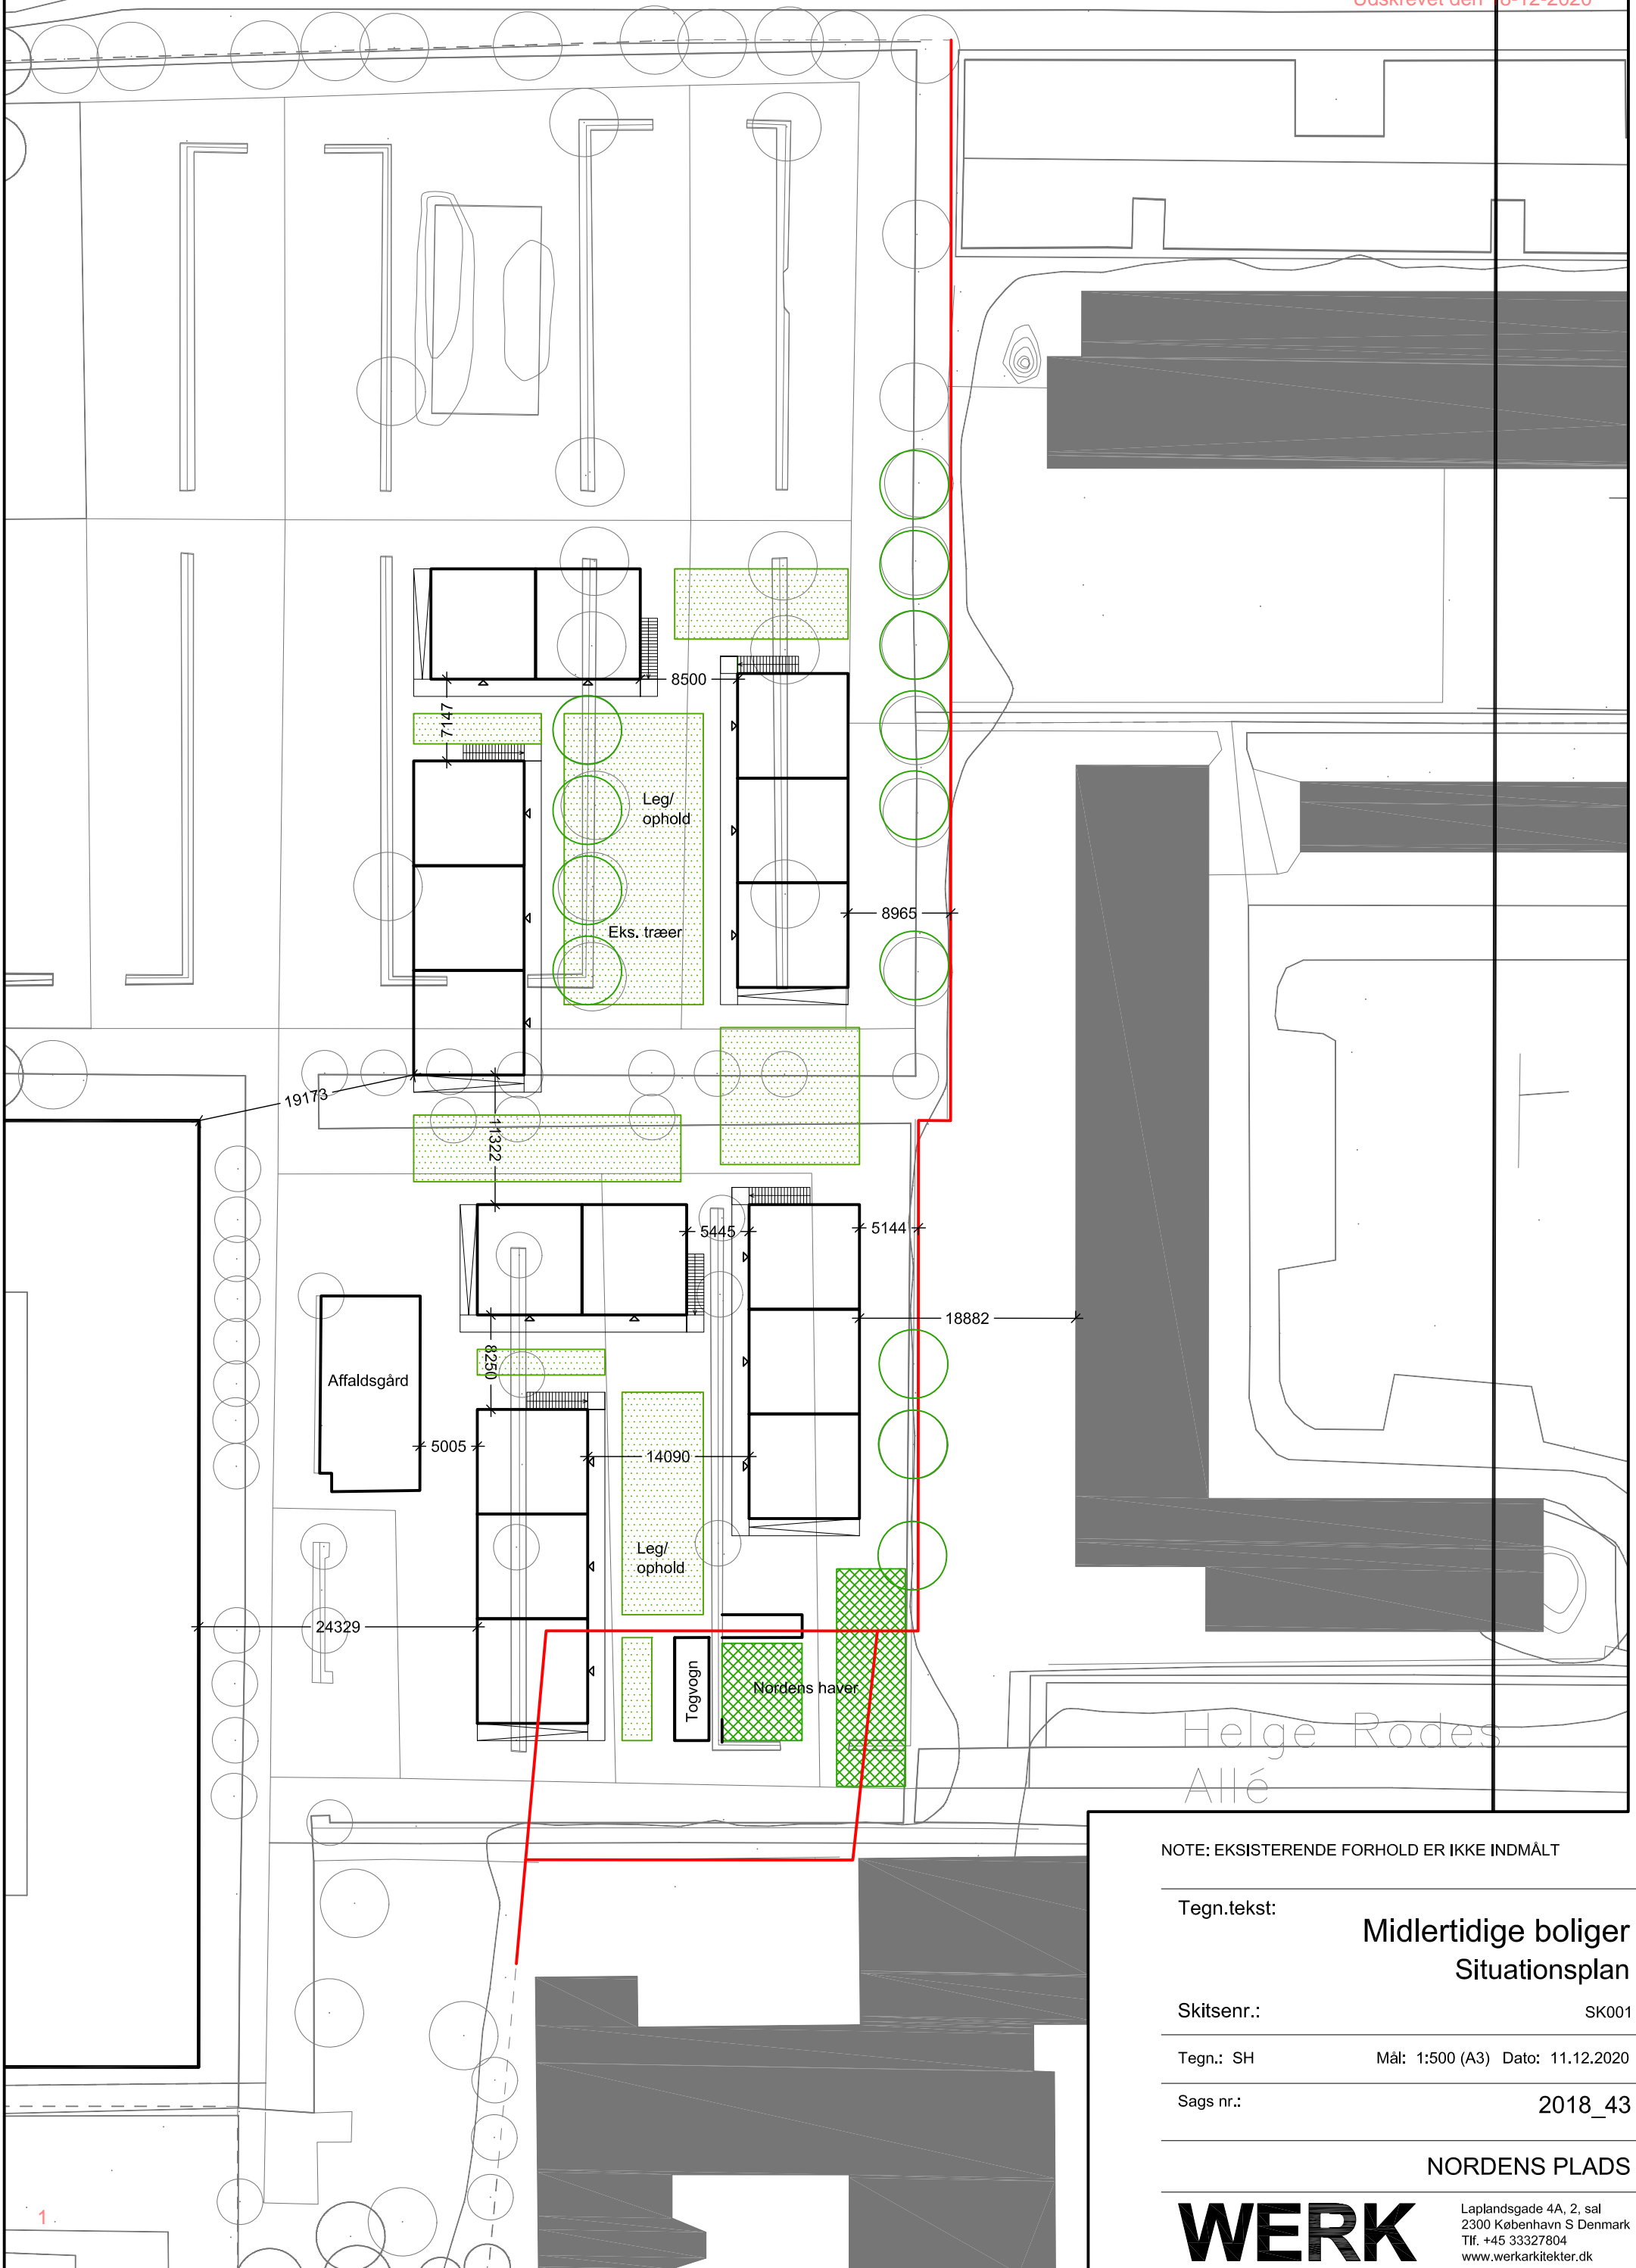 8500
7147
Leg/
ophold
8965
Eks. træer
19173
11322
5445
5144
18882
8250
Affaldsgård
5005
14090
Leg/
ophold
24329
Togvogn
Nordens haver
Helge Rodes
Allé
NOTE: EKSISTERENDE FORHOLD ER IKKE INDMÅLT
Tegn.tekst:
Midlertidige boliger
Situationsplan
Skitsenr.: SK001
Tegn.: SH Mål: 1:500 (A3) Dato: 11.12.2020
Sags nr.: 2018_43
NORDENS PLADS
1
WERK
Laplandsgade 4A, 2, sal
2300 København S Denmark
Tlf. +45 33327804
www.werkarkitekter.dk